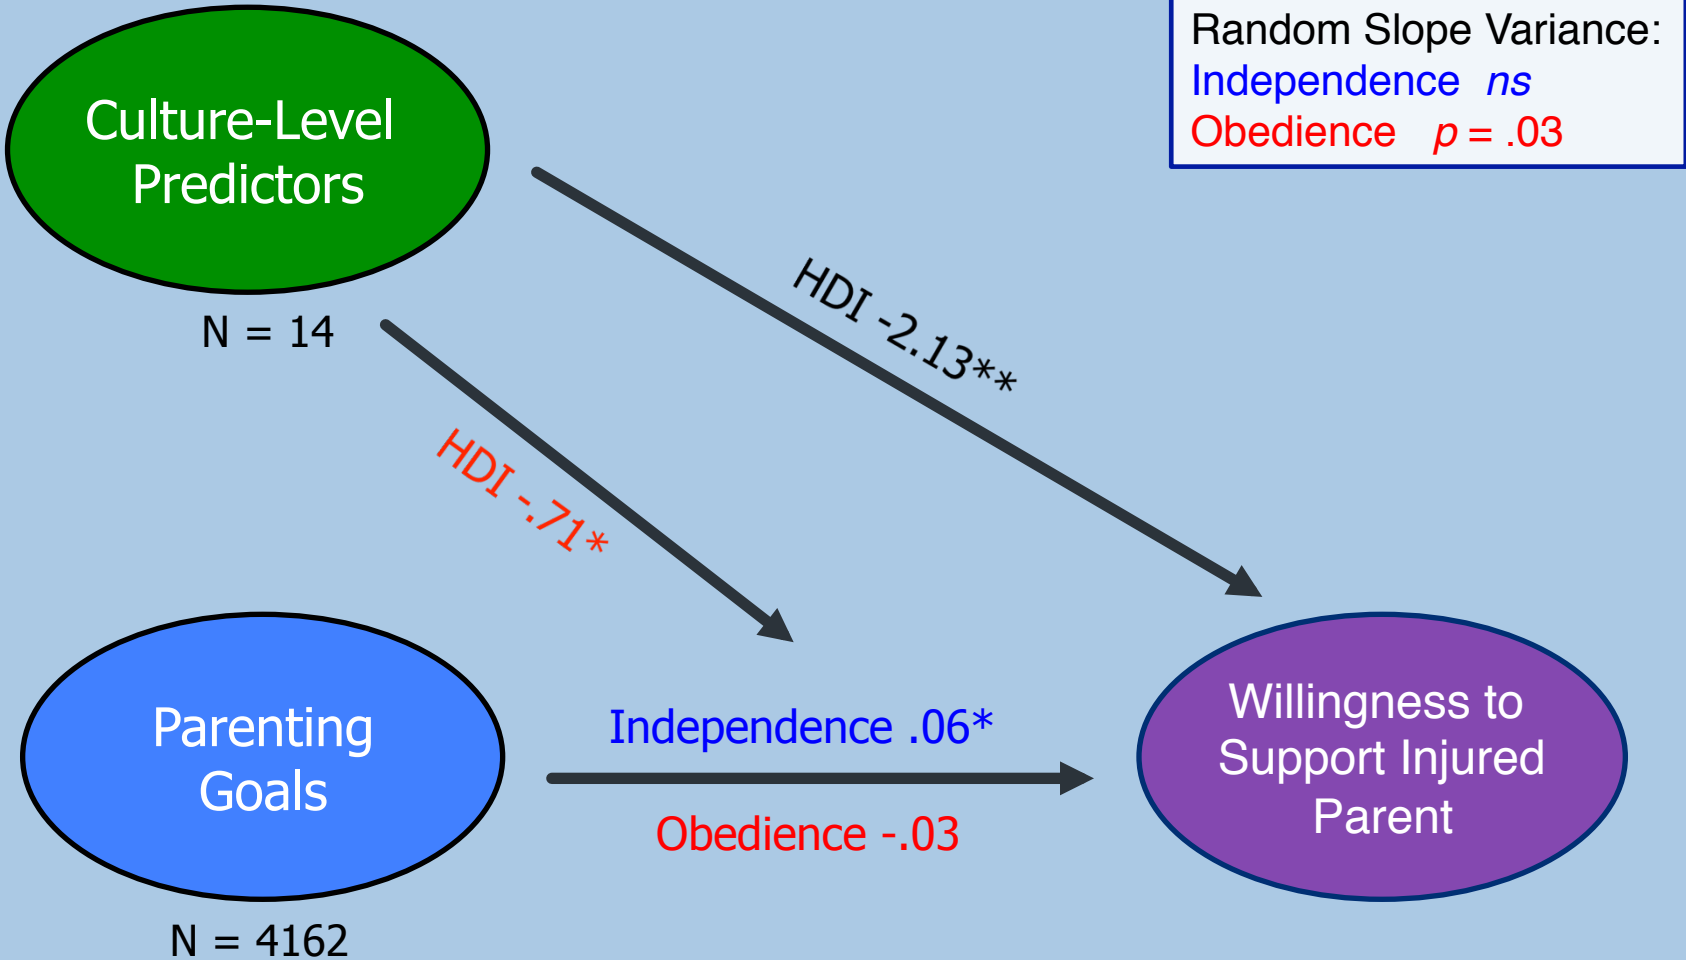 Random Slope Variance:
Independence ns
Obedience p = .03
Culture-Level
Predictors
N = 14
HDI -2.13**
HDI -.71*
Parenting
Goals
N = 4162
Independence .06*
Obedience -.03
Willingness to
Support Injured
Parent